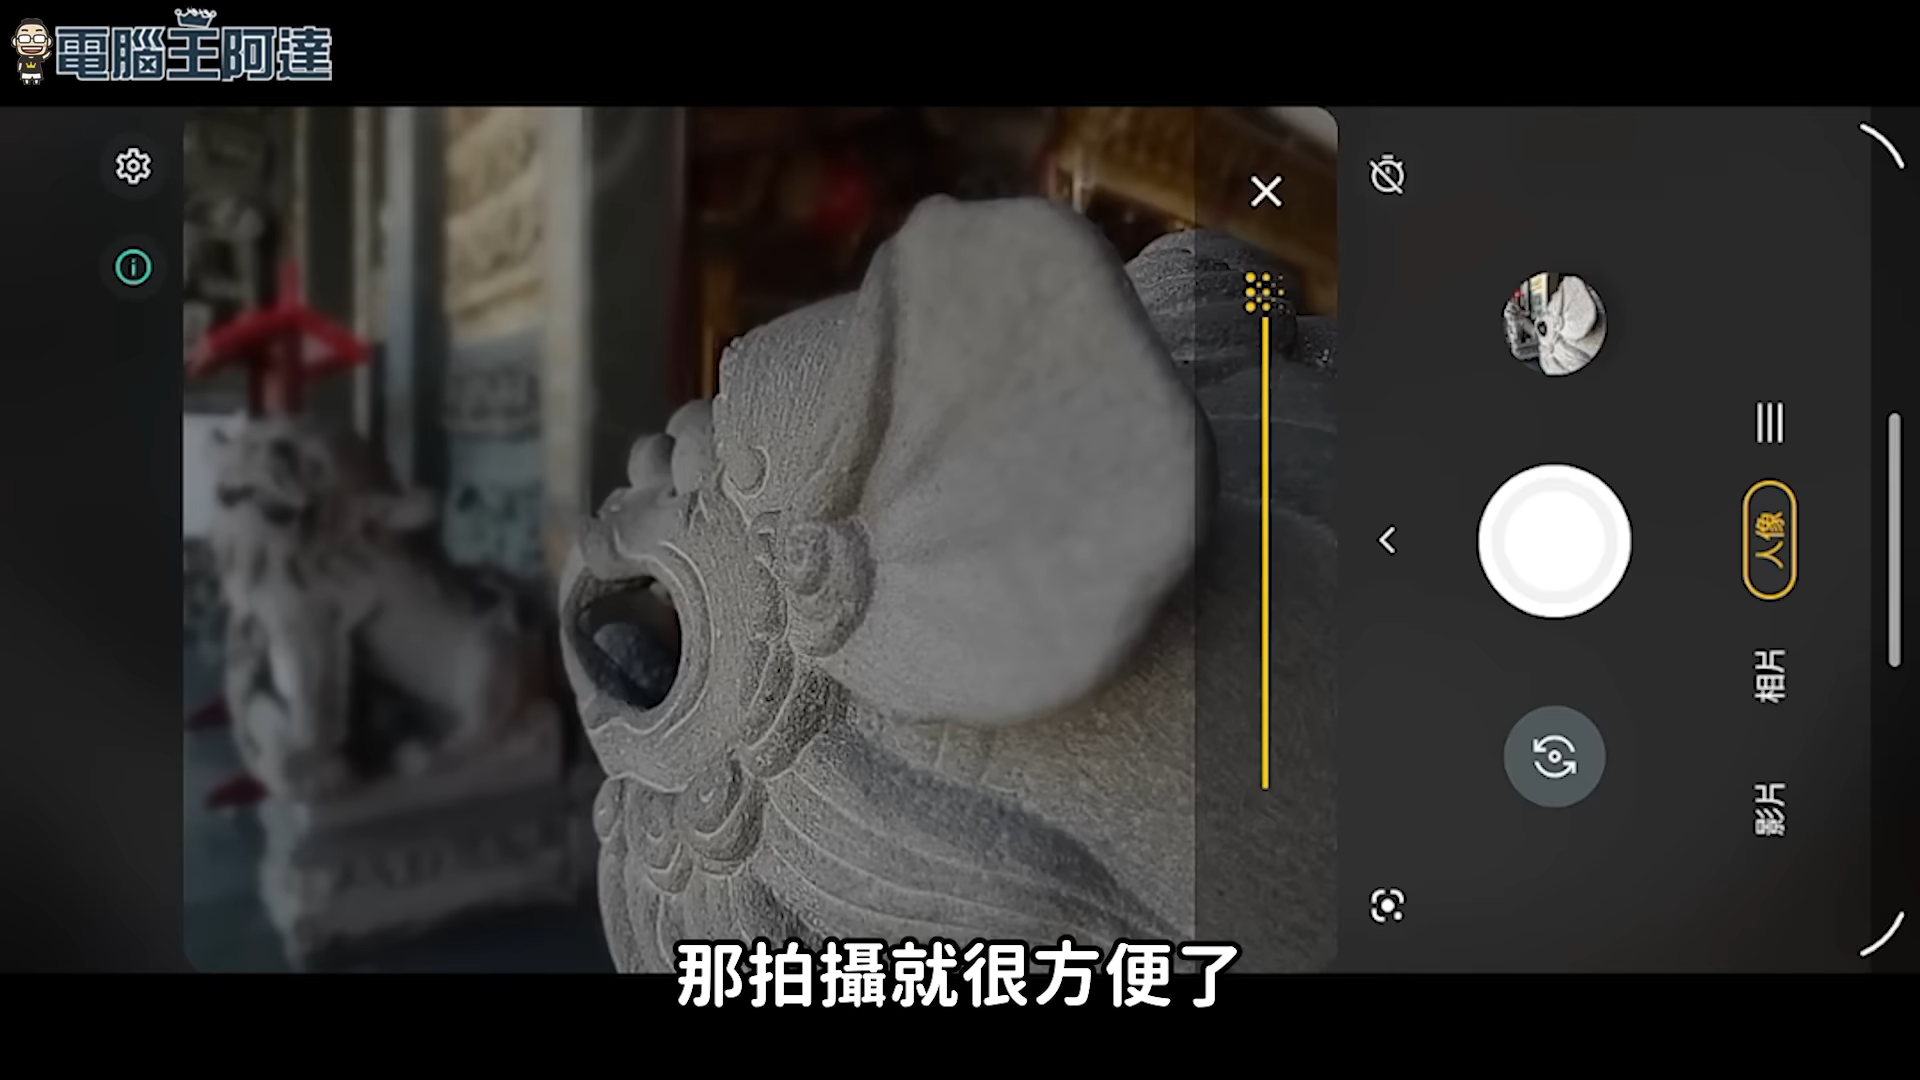 電腦王阿達
人像
相片
影片
那拍攝就很方便了